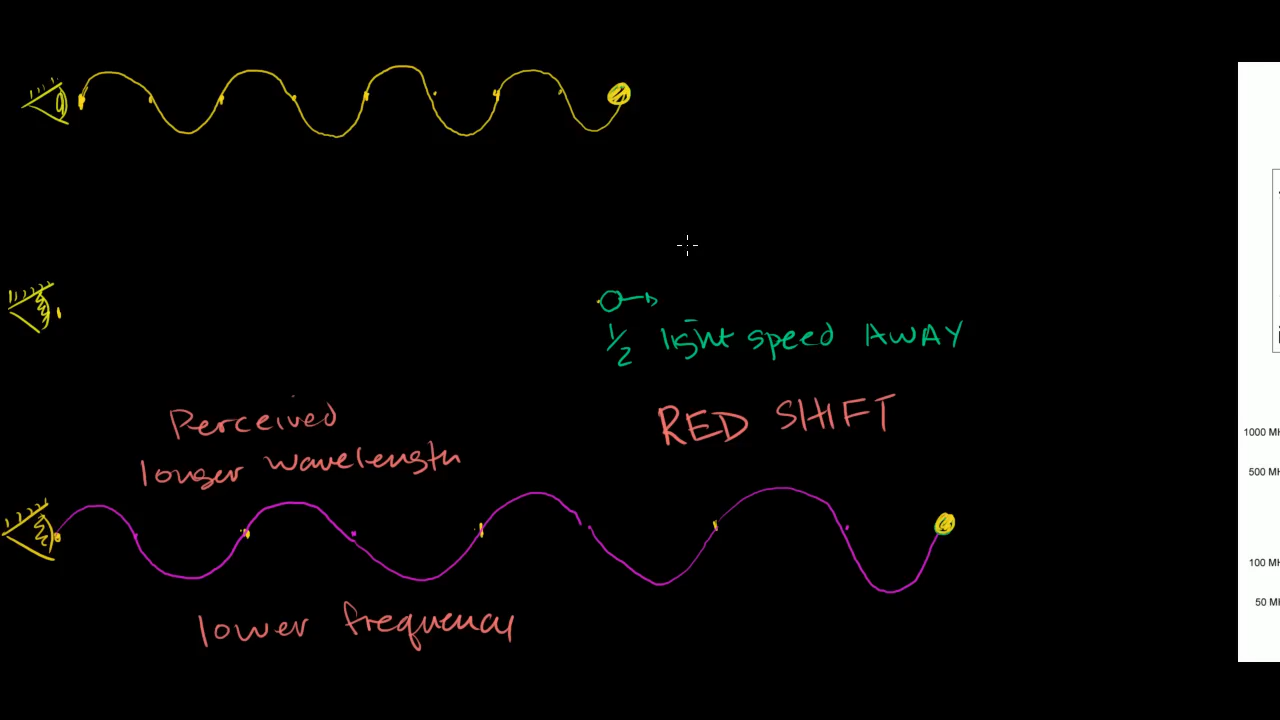 1/2 light speed AWAY
Perceived
longer wavelength
RED SHIFT
lower frequency
1000 MH
500 MH
100 MH
50 MH